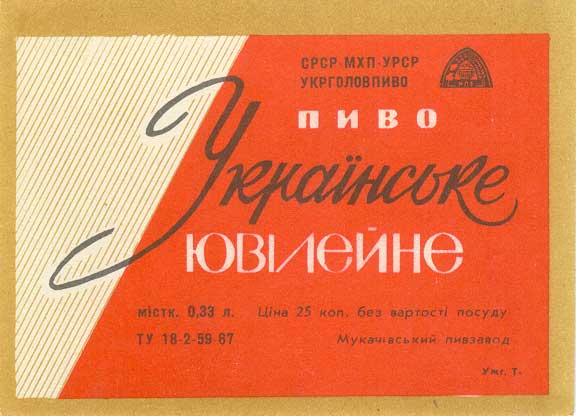 СРСР-МХП-УРСР
УКРГОЛОВПИВО
ПИВО
Українське
ЮВІЛЕЙНЕ
містк. 0,33 л. Ціна 25 коп. без вартості посуду
ТУ 18-2-59-67 Мукачівський пивзавод
Ужг. Т-